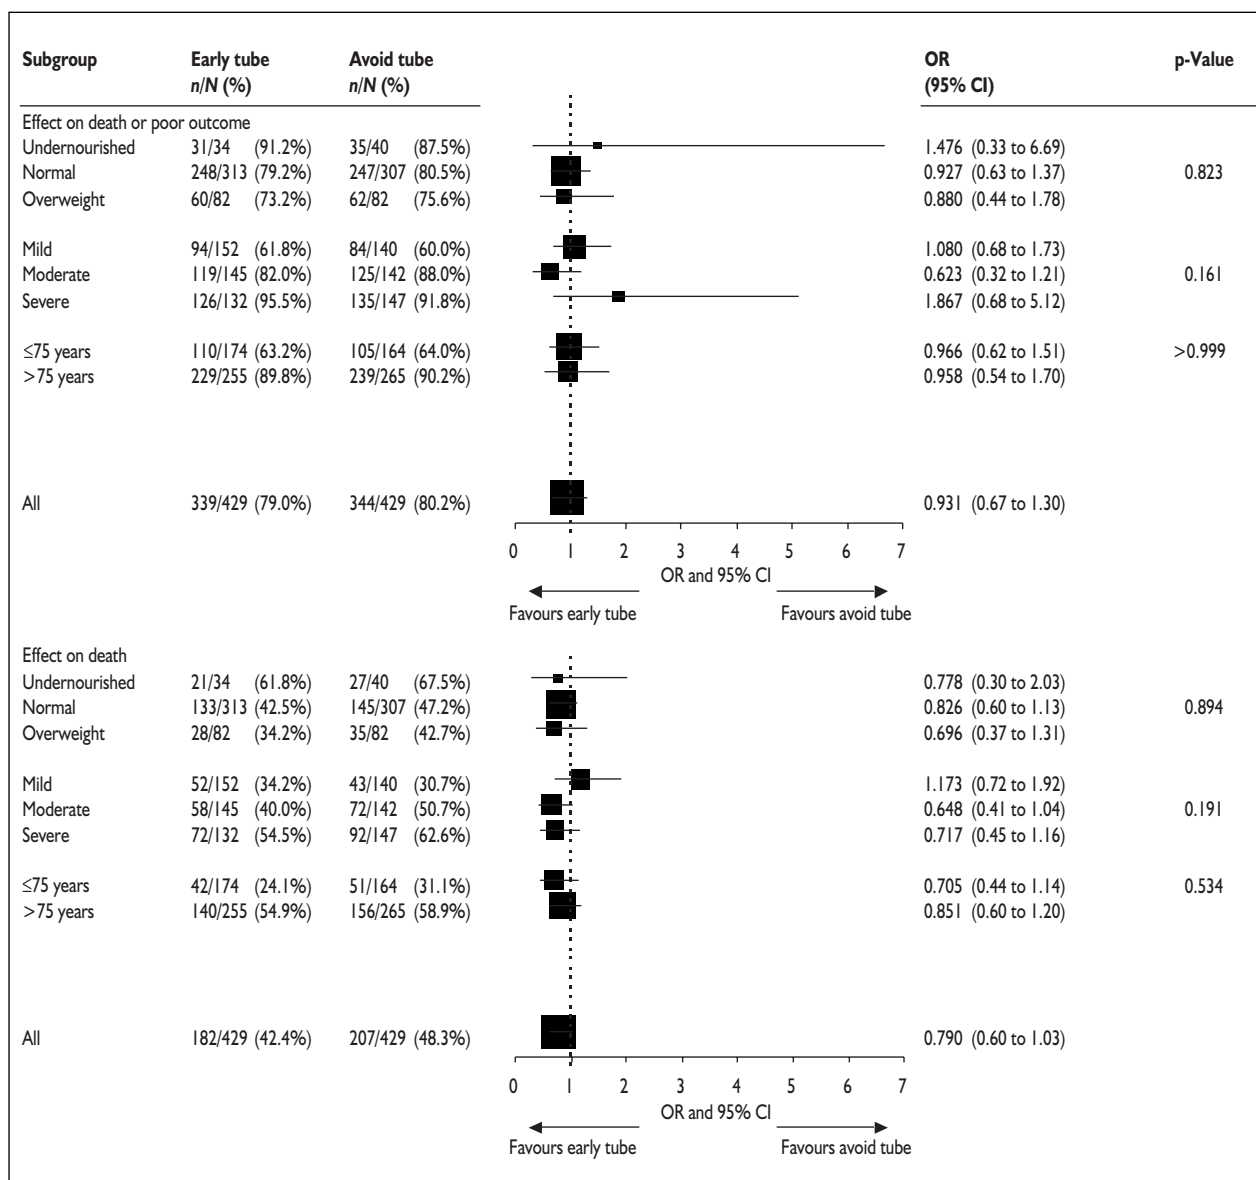 Subgroup Early tube Avoid tube OR p-Value
n/N (%) n/N (%) (95% CI)
Effect on death or poor outcome
Undernourished 31/34 (91.2%) 35/40 (87.5%) 1.476 (0.33 to 6.69)
Normal 248/313 (79.2%) 247/307 (80.5%) 0.927 (0.63 to 1.37) 0.823
Overweight 60/82 (73.2%) 62/82 (75.6%) 0.880 (0.44 to 1.78)
Mild 94/152 (61.8%) 84/140 (60.0%) 1.080 (0.68 to 1.73)
Moderate 119/145 (82.0%) 125/142 (88.0%) 0.623 (0.32 to 1.21) 0.161
Severe 126/132 (95.5%) 135/147 (91.8%) 1.867 (0.68 to 5.12)
≤75 years 110/174 (63.2%) 105/164 (64.0%) 0.966 (0.62 to 1.51) >0.999
>75 years 229/255 (89.8%) 239/265 (90.2%) 0.958 (0.54 to 1.70)
All 339/429 (79.0%) 344/429 (80.2%) 0.931 (0.67 to 1.30)
0 1 2 3 4 5 6 7
OR and 95% CI
Favours early tube Favours avoid tube
Effect on death
Undernourished 21/34 (61.8%) 27/40 (67.5%) 0.778 (0.30 to 2.03)
Normal 133/313 (42.5%) 145/307 (47.2%) 0.826 (0.60 to 1.13) 0.894
Overweight 28/82 (34.2%) 35/82 (42.7%) 0.696 (0.37 to 1.31)
Mild 52/152 (34.2%) 43/140 (30.7%) 1.173 (0.72 to 1.92)
Moderate 58/145 (40.0%) 72/142 (50.7%) 0.648 (0.41 to 1.04) 0.191
Severe 72/132 (54.5%) 92/147 (62.6%) 0.717 (0.45 to 1.16)
≤75 years 42/174 (24.1%) 51/164 (31.1%) 0.705 (0.44 to 1.14) 0.534
>75 years 140/255 (54.9%) 156/265 (58.9%) 0.851 (0.60 to 1.20)
All 182/429 (42.4%) 207/429 (48.3%) 0.790 (0.60 to 1.03)
0 1 2 3 4 5 6 7
OR and 95% CI
Favours early tube Favours avoid tube